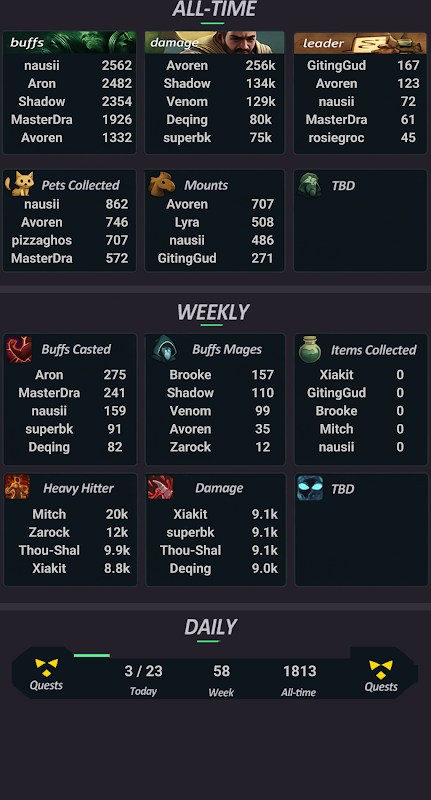 ALL-TIME
buffs
nausii 2562
Aron 2482
Shadow 2354
MasterDra 1926
Avoren 1332
damage
Avoren 256k
Shadow 134k
Venom 129k
Deqing 80k
superbk 75k
leader
GitingGud 167
Avoren 123
nausii 72
MasterDra 61
rosiegroc 45
Pets Collected
nausii 862
Avoren 746
pizzaghos 707
MasterDra 572
Mounts
Avoren 707
Lyra 508
nausii 486
GitingGud 271
TBD
WEEKLY
Buffs Casted
Aron 275
MasterDra 241
nausii 159
superbk 91
Deqing 82
Buffs Mages
Brooke 157
Shadow 110
Venom 99
Avoren 35
Zarock 12
Items Collected
Xiakit 0
GitingGud 0
Brooke 0
Mitch 0
nausii 0
Heavy Hitter
Mitch 20k
Zarock 12k
Thou-Shal 9.9k
Xiakit 8.8k
Damage
Xiakit 9.1k
superbk 9.1k
Thou-Shal 9.1k
Deqing 9.0k
TBD
DAILY
Quests
3 / 23
Today
58
Week
1813
All-time
Quests